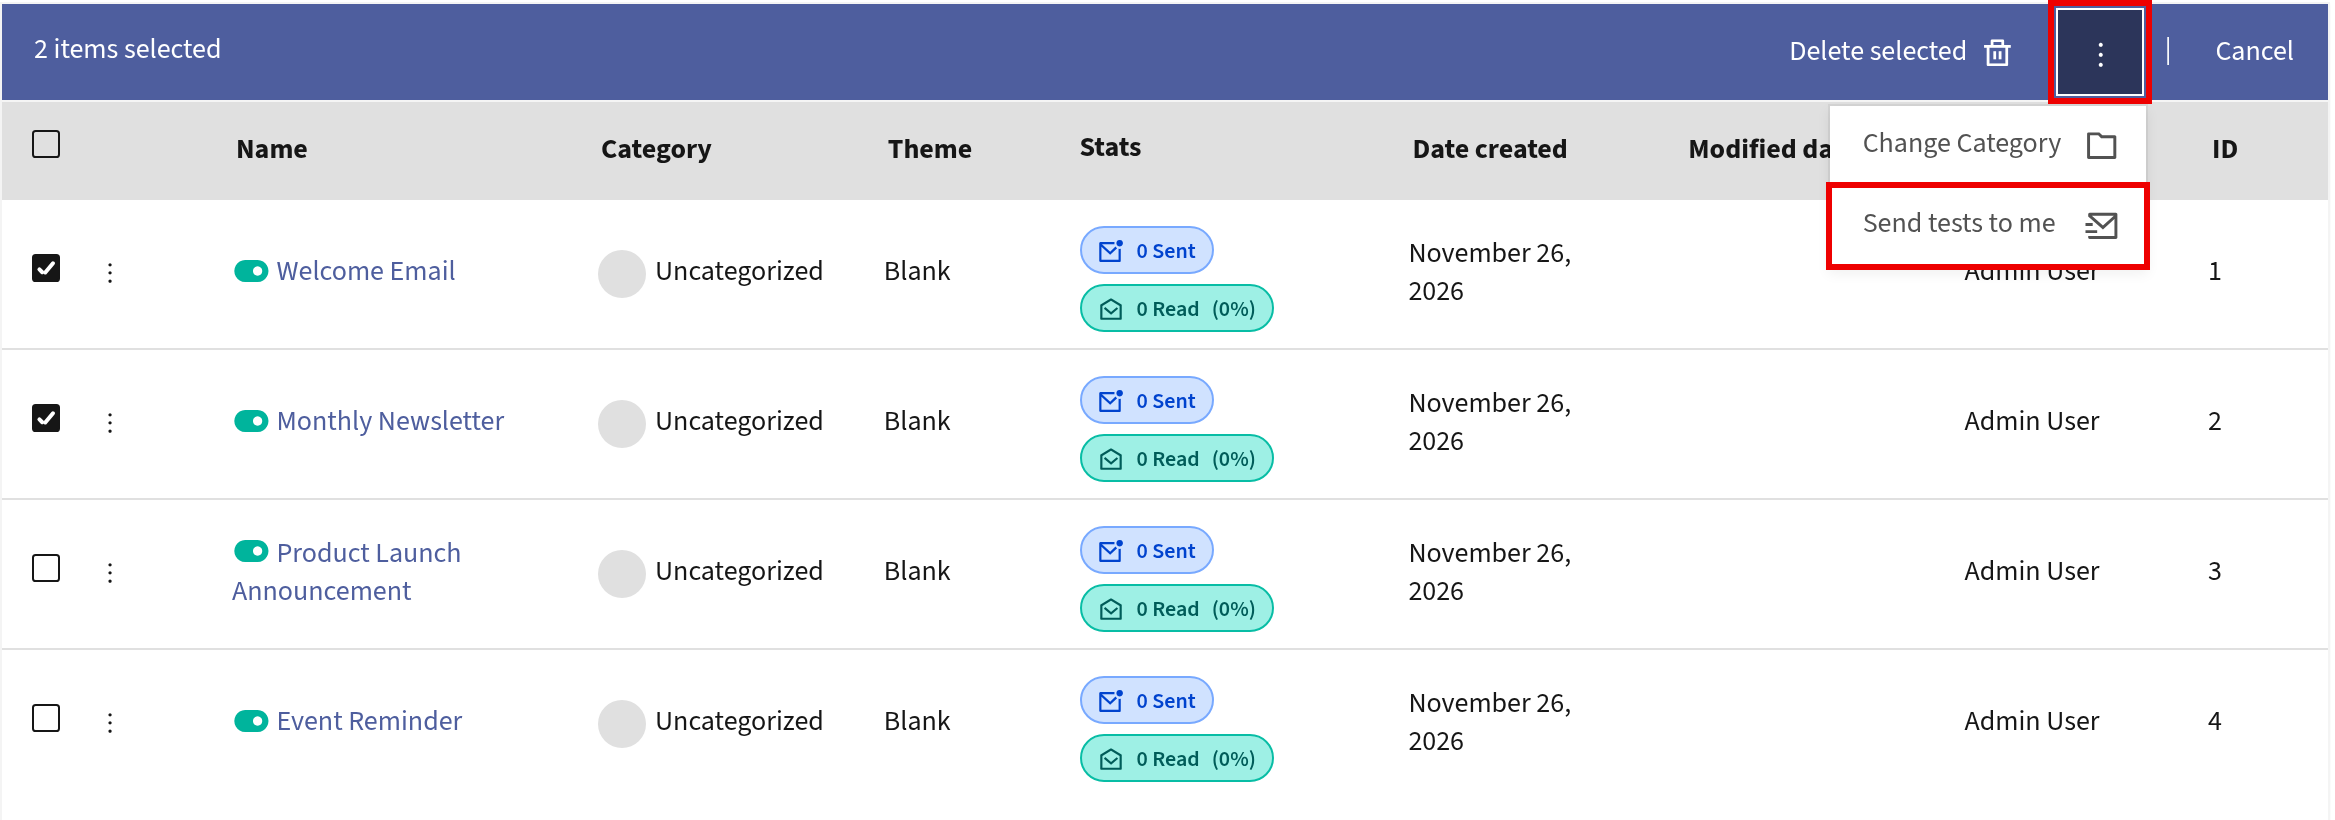 2 items selected
Delete selected
Cancel
Change Category
Send tests to me
Name Category Theme Stats Date created Modified da ID
Welcome Email Uncategorized Blank 0 Sent 0 Read (0%) November 26, 2026 Admin User 1
Monthly Newsletter Uncategorized Blank 0 Sent 0 Read (0%) November 26, 2026 Admin User 2
Product Launch Announcement Uncategorized Blank 0 Sent 0 Read (0%) November 26, 2026 Admin User 3
Event Reminder Uncategorized Blank 0 Sent 0 Read (0%) November 26, 2026 Admin User 4